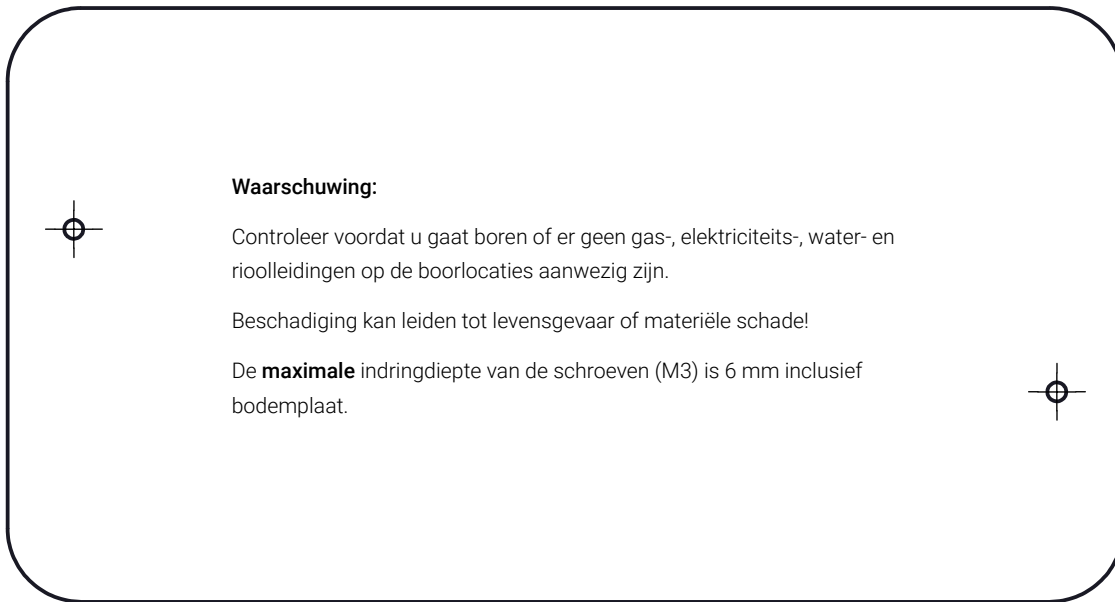 Waarschuwing:
Controleer voordat u gaat boren of er geen gas-, elektriciteits-, water- en
rioolleidingen op de boorlocaties aanwezig zijn.
Beschadiging kan leiden tot levensgevaar of materiële schade!
De maximale indringdiepte van de schroeven (M3) is 6 mm inclusief
bodemplaat.